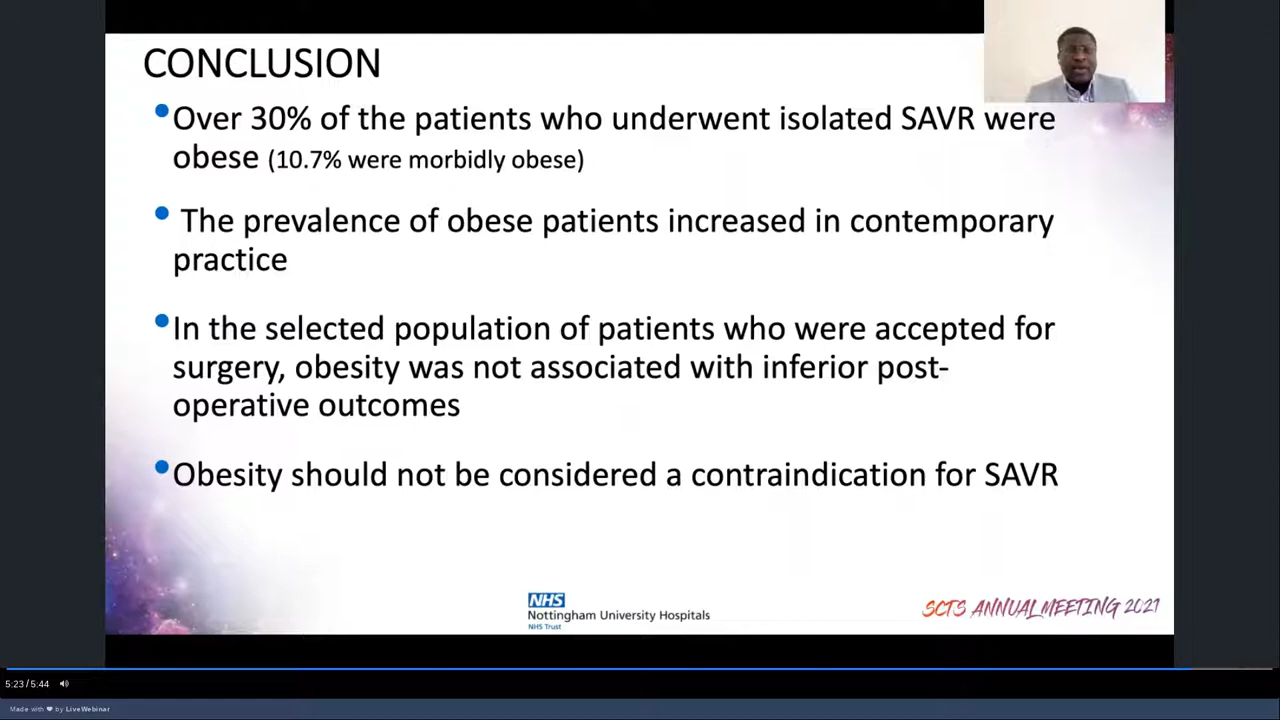 CONCLUSION
•Over 30% of the patients who underwent isolated SAVR were
obese (10.7% were morbidly obese)
• The prevalence of obese patients increased in contemporary
practice
•In the selected population of patients who were accepted for
surgery, obesity was not associated with inferior post-
operative outcomes
•Obesity should not be considered a contraindication for SAVR
NHS
Nottingham University Hospitals
NHS Trust
SCTS ANNUAL MEETING 2021
5:23 / 5:44
Made with ❤ by LiveWebinar